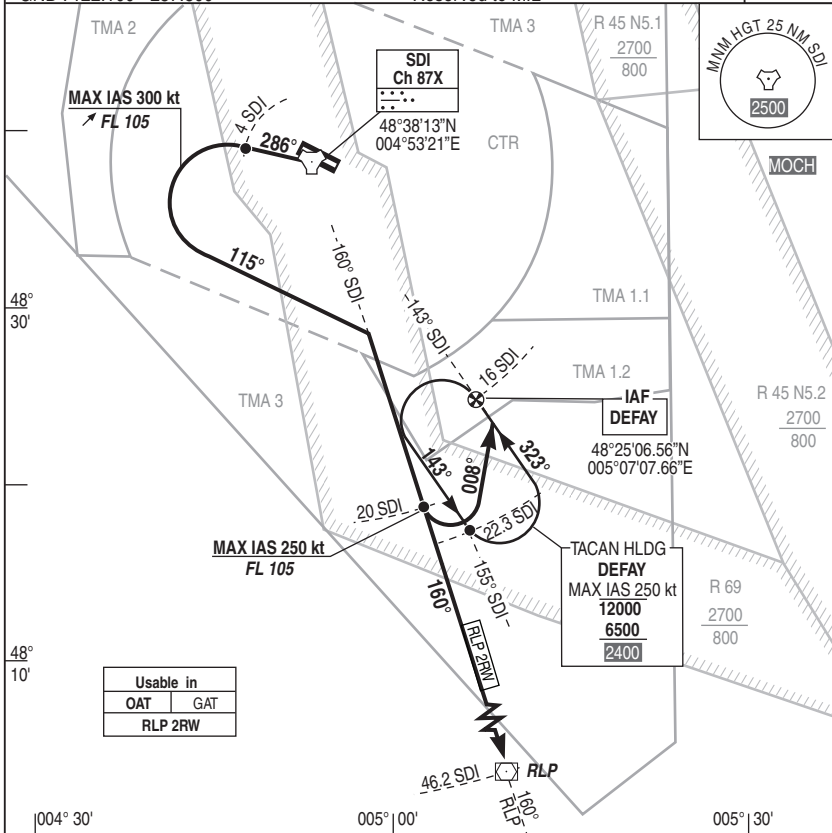 TMA 2
TMA 3
R 45 N5.1
2700
800
MNM HGT 25 NM SDI
2500
MOCH
SDI
Ch 87X
48°38'13"N
004°53'21"E
MAX IAS 300 kt
FL 105
4 SDI
286°
CTR
115°
160° SDI
48°
30'
143° SDI
16 SDI
TMA 1.1
TMA 1.2
TMA 3
IAF
DEFAY
48°25'06.56"N
005°07'07.66"E
R 45 N5.2
2700
800
143°
008°
323°
20 SDI
22.3 SDI
MAX IAS 250 kt
FL 105
155° SDI
TACAN HLDG
DEFAY
MAX IAS 250 kt
12000
6500
2400
R 69
2700
800
160°
RLP 2RW
48°
10'
Usable in
OAT GAT
RLP 2RW
46.2 SDI
RLP
160°
RLP
004° 30'
005° 00'
005° 30'